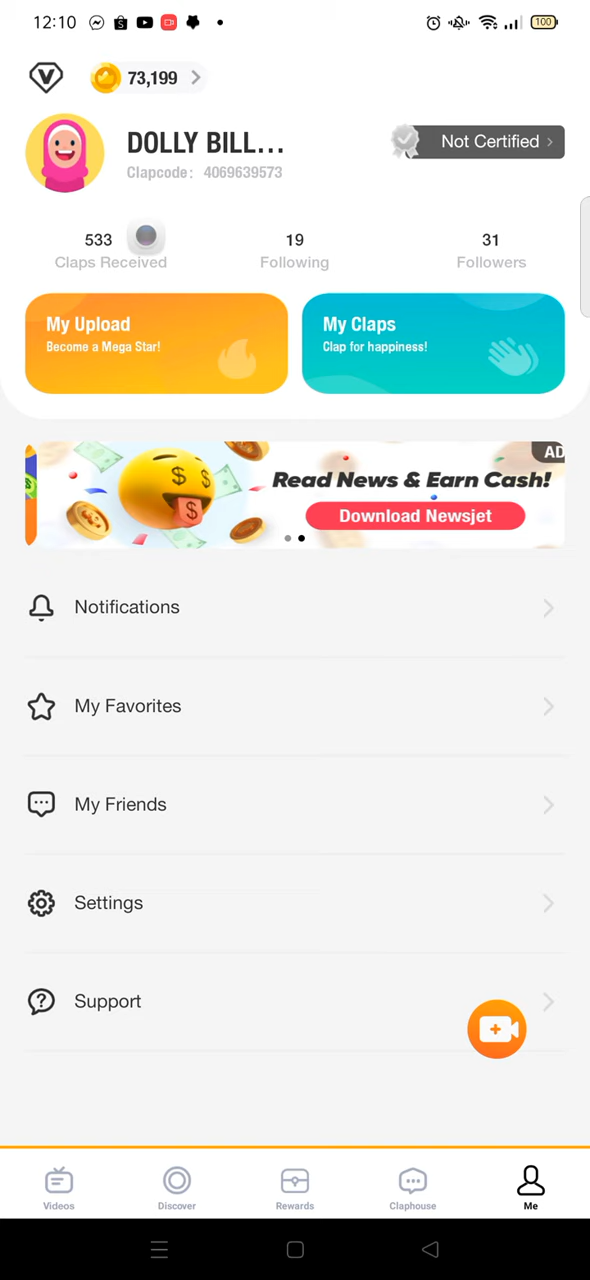 12:10
100
73,199
DOLLY BILL...
Not Certified
Clapcode: 4069639573
533
19
31
Claps Received
Following
Followers
My Upload
Become a Mega Star!
My Claps
Clap for happiness!
AD
Read News & Earn Cash!
Download Newsjet
Notifications
My Favorites
My Friends
Settings
Support
Videos
Discover
Rewards
Claphouse
Me